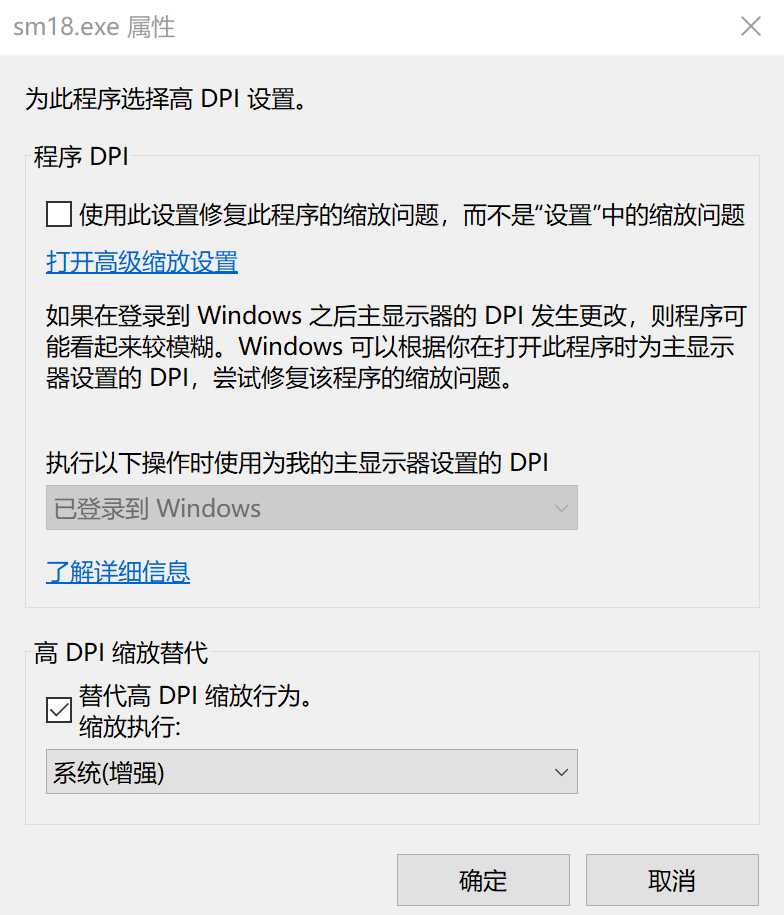 sm18.exe 属性
为此程序选择高 DPI 设置。
程序 DPI
使用此设置修复此程序的缩放问题，而不是“设置”中的缩放问题
打开高级缩放设置
如果在登录到 Windows 之后主显示器的 DPI 发生更改，则程序可
能看起来较模糊。Windows 可以根据你在打开此程序时为主显示
器设置的 DPI，尝试修复该程序的缩放问题。
执行以下操作时使用为我的主显示器设置的 DPI
已登录到 Windows
了解详细信息
高 DPI 缩放替代
替代高 DPI 缩放行为。
缩放执行:
系统(增强)
确定
取消